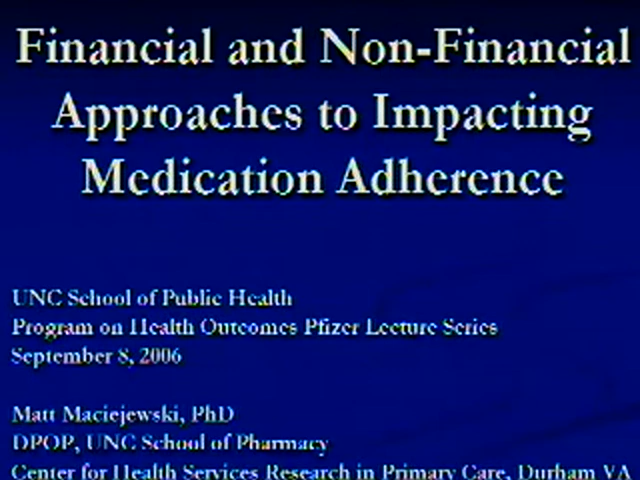 Financial and Non-Financial
Approaches to Impacting
Medication Adherence
UNC School of Public Health
Program on Health Outcomes Pfizer Lecture Series
September 8, 2006
Matt Maciejewski, PhD
DPOP, UNC School of Pharmacy
Center for Health Services Research in Primary Care, Durham VA